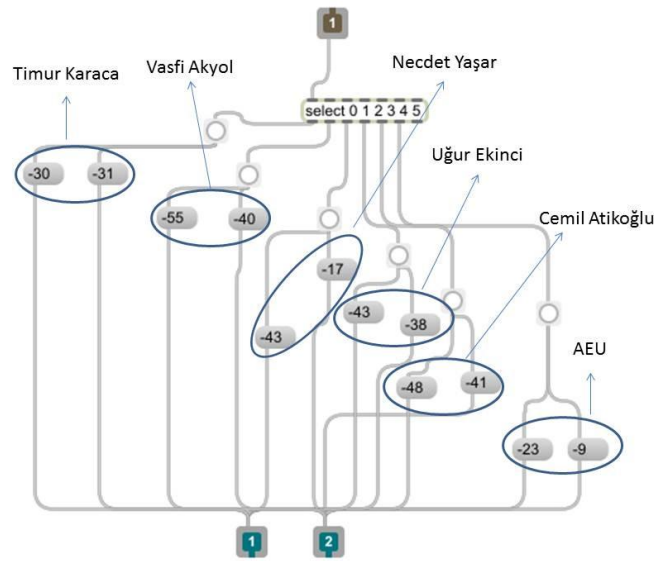 1
Timur Karaca
Vasfi Akyol
Necdet Yaşar
select 0 1 2 3 4 5
Uğur Ekinci
Cemil Atikoğlu
-30
-31
-55
-40
-17
-43
-43
-38
-48
-41
AEU
-23
-9
1
2